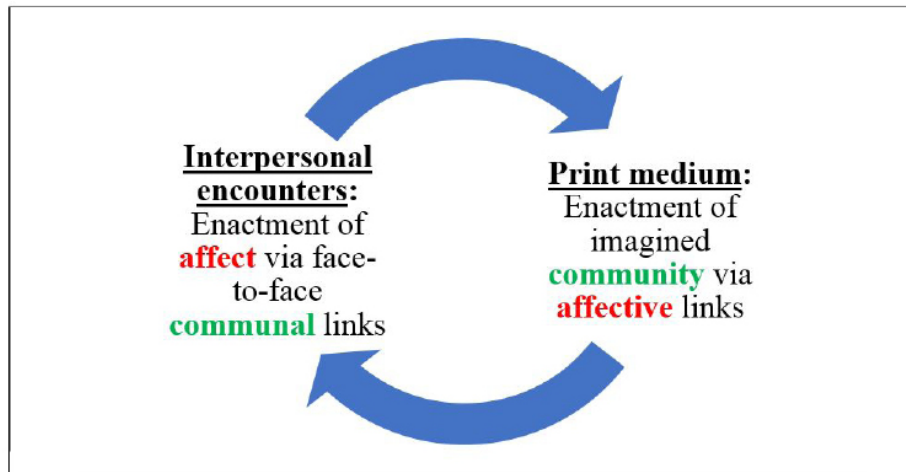 Interpersonal
encounters:
Enactment of
affect via face-
to-face
communal links
Print medium:
Enactment of
imagined
community via
affective links